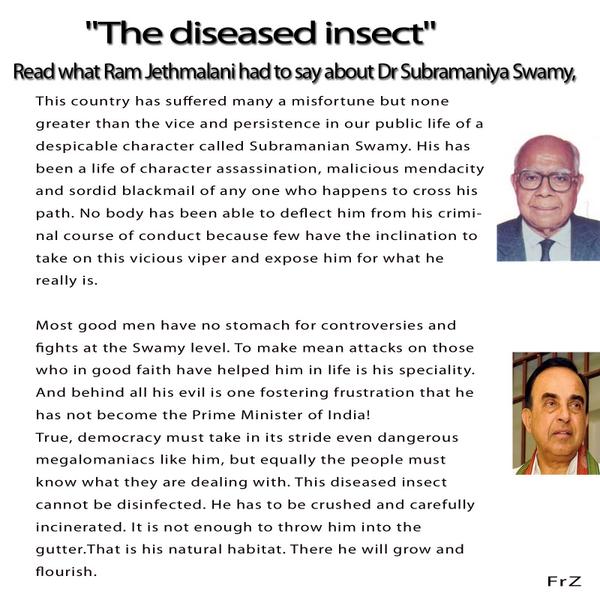 "The diseased insect"
Read what Ram Jethmalani had to say about Dr Subramaniya Swamy,
This country has suffered many a misfortune but none
greater than the vice and persistence in our public life of a
despicable character called Subramanian Swamy. His has
been a life of character assassination, malicious mendacity
and sordid blackmail of any one who happens to cross his
path. No body has been able to deflect him from his crimi-
nal course of conduct because few have the inclination to
take on this vicious viper and expose him for what he
really is.
Most good men have no stomach for controversies and
fights at the Swamy level. To make mean attacks on those
who in good faith have helped him in life is his speciality.
And behind all his evil is one fostering frustration that he
has not become the Prime Minister of India!
True, democracy must take in its stride even dangerous
megalomaniacs like him, but equally the people must
know what they are dealing with. This diseased insect
cannot be disinfected. He has to be crushed and carefully
incinerated. It is not enough to throw him into the
gutter.That is his natural habitat. There he will grow and
flourish.
FrZ